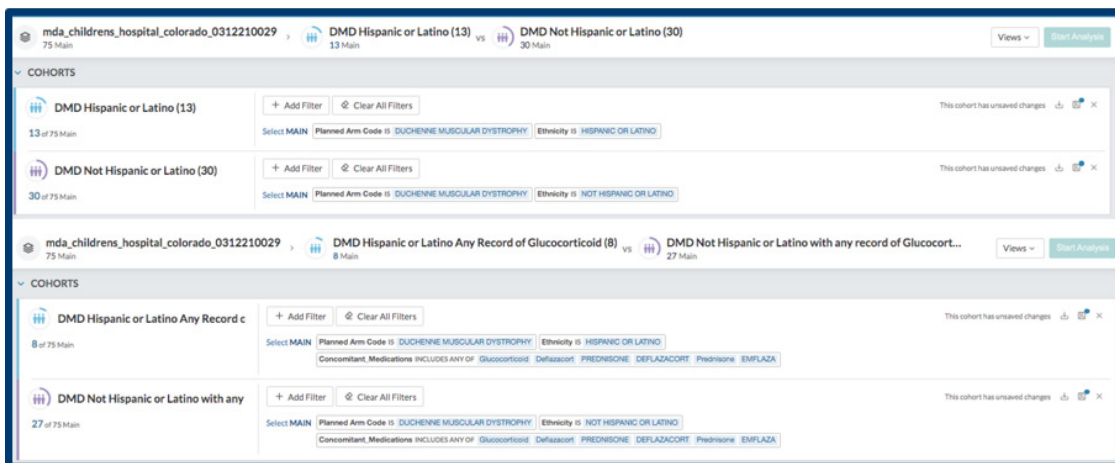 mda_childrens_hospital_colorado_0312210029 › DMD Hispanic or Latino (13) vs DMD Not Hispanic or Latino (30) Views Start Analysis
75 Main 13 Main 30 Main
COHORTS
DMD Hispanic or Latino (13) + Add Filter Clear All Filters This cohort has unsaved changes ×
13 of 75 Main Select MAIN Planned Arm Code IS DUCHENNE MUSCULAR DYSTROPHY Ethnicity IS HISPANIC OR LATINO
DMD Not Hispanic or Latino (30) + Add Filter Clear All Filters This cohort has unsaved changes ×
30 of 75 Main Select MAIN Planned Arm Code IS DUCHENNE MUSCULAR DYSTROPHY Ethnicity IS NOT HISPANIC OR LATINO
mda_childrens_hospital_colorado_0312210029 › DMD Hispanic or Latino Any Record of Glucocorticoid (8) vs DMD Not Hispanic or Latino with any record of Glucocort... Views Start Analysis
75 Main 8 Main 27 Main
COHORTS
DMD Hispanic or Latino Any Record c + Add Filter Clear All Filters This cohort has unsaved changes ×
8 of 75 Main Select MAIN Planned Arm Code IS DUCHENNE MUSCULAR DYSTROPHY Ethnicity IS HISPANIC OR LATINO
Concomitant_Medications INCLUDES ANY OF Glucocorticoid Deflazacort PREDNISONE DEFLAZACORT Prednisone EMFLAZA
DMD Not Hispanic or Latino with any + Add Filter Clear All Filters This cohort has unsaved changes ×
27 of 75 Main Select MAIN Planned Arm Code IS DUCHENNE MUSCULAR DYSTROPHY Ethnicity IS NOT HISPANIC OR LATINO
Concomitant_Medications INCLUDES ANY OF Glucocorticoid Deflazacort PREDNISONE DEFLAZACORT Prednisone EMFLAZA